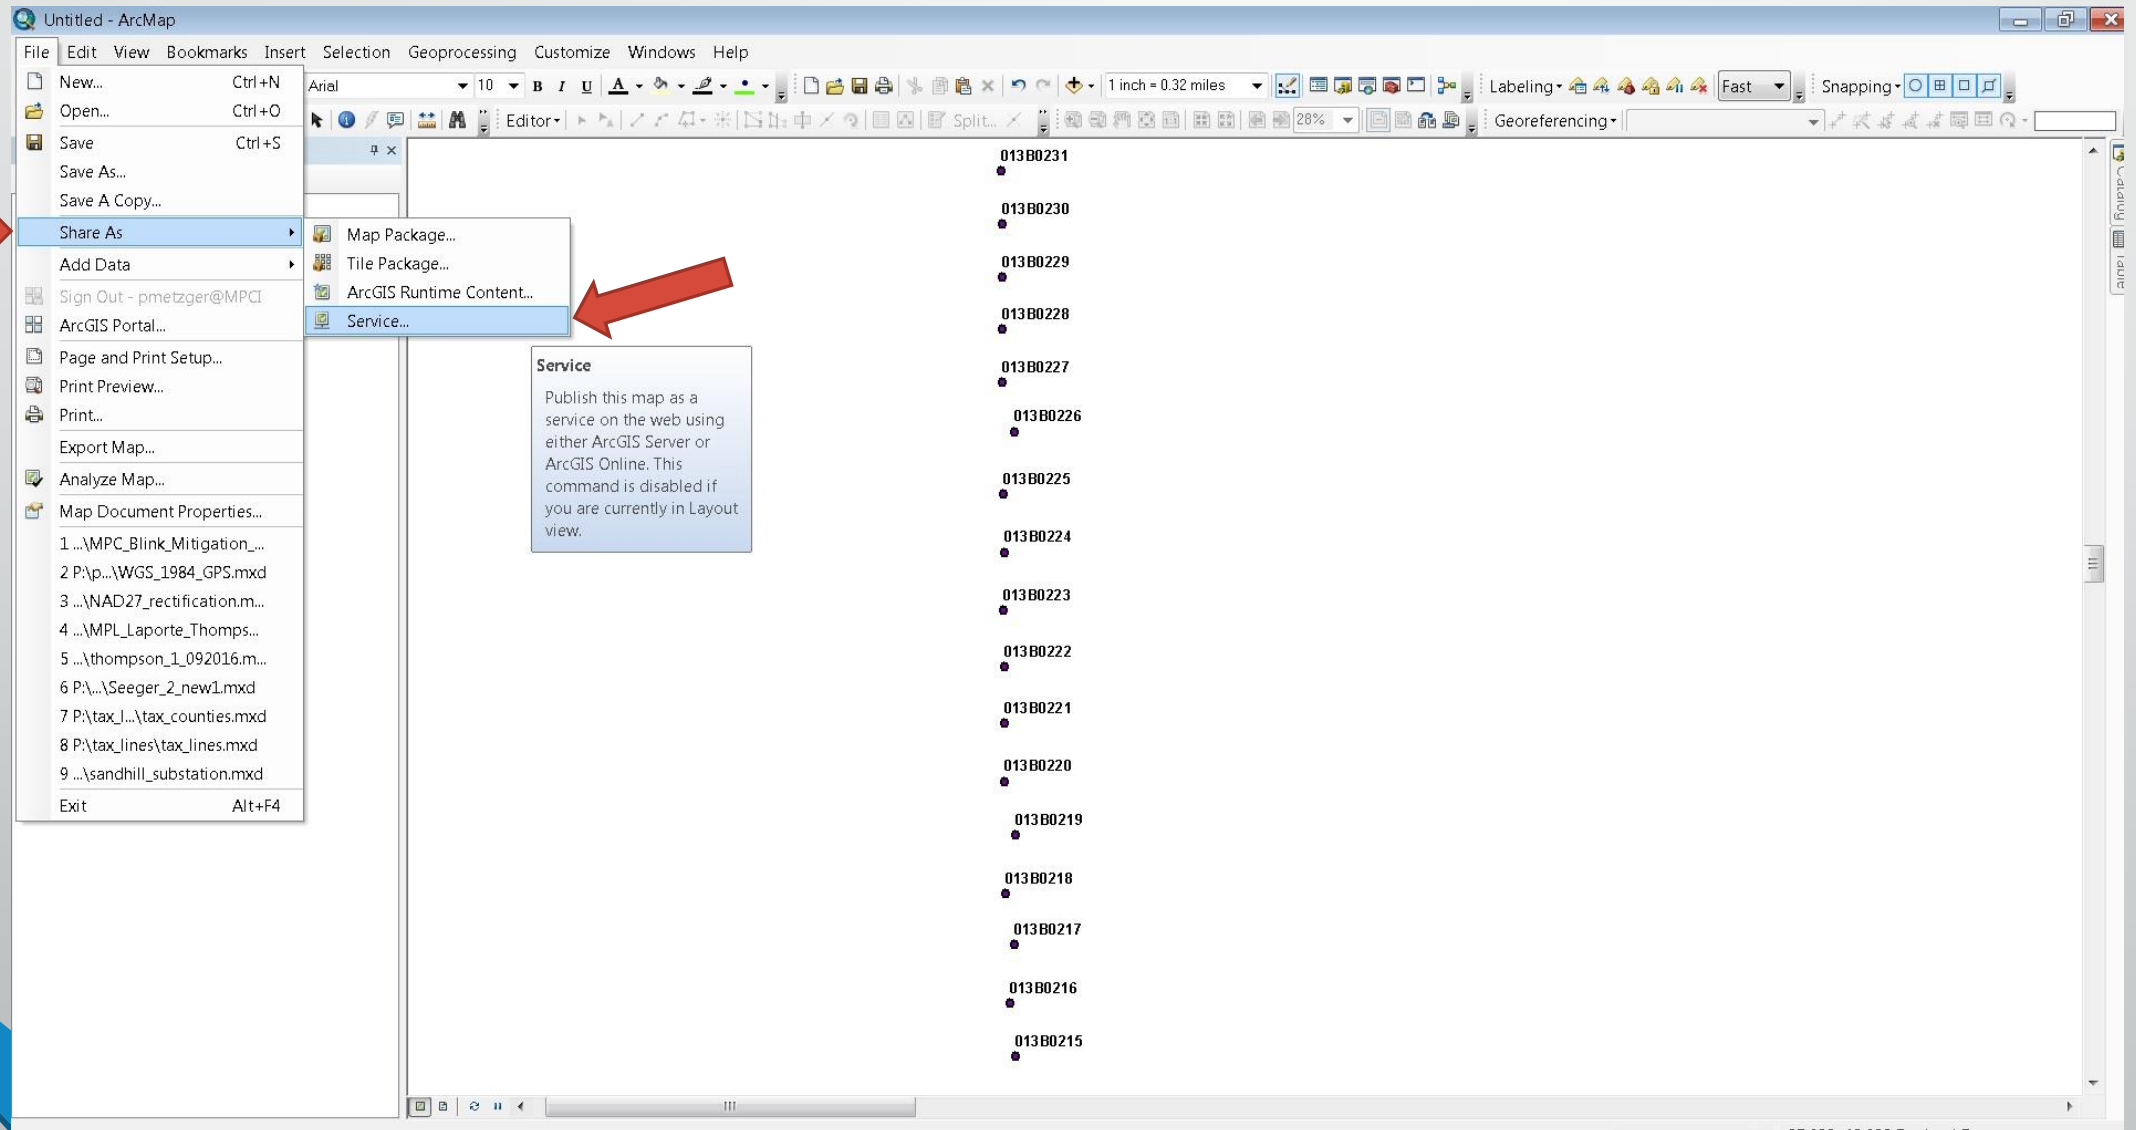 Untitled - ArcMap
File Edit View Bookmarks Insert Selection Geoprocessing Customize Windows Help
New... Ctrl+N
Arial 10 B I U A 1 inch = 0.32 miles Labeling Fast Snapping
Open... Ctrl+O
Editor Split... 28% Georeferencing
Save Ctrl+S
Save As...
Save A Copy...
Share As
Add Data
Sign Out - pmetzger@MPCI
ArcGIS Portal...
Page and Print Setup...
Print Preview...
Print...
Export Map...
Analyze Map...
Map Document Properties...
1 ...\MPC_Blink_Mitigation_...
2 P:\p...\WGS_1984_GPS.mxd
3 ...\NAD27_rectification.m...
4 ...\MPL_Laporte_Thomps...
5 ...\thompson_1_092016.m...
6 P:\...\Seeger_2_new1.mxd
7 P:\tax_l...\tax_counties.mxd
8 P:\tax_lines\tax_lines.mxd
9 ...\sandhill_substation.mxd
Exit Alt+F4
Map Package...
Tile Package...
ArcGIS Runtime Content...
Service...
Service
Publish this map as a
service on the web using
either ArcGIS Server or
ArcGIS Online. This
command is disabled if
you are currently in Layout
view.
013B0231
013B0230
013B0229
013B0228
013B0227
013B0226
013B0225
013B0224
013B0223
013B0222
013B0221
013B0220
013B0219
013B0218
013B0217
013B0216
013B0215
Catalog
Table